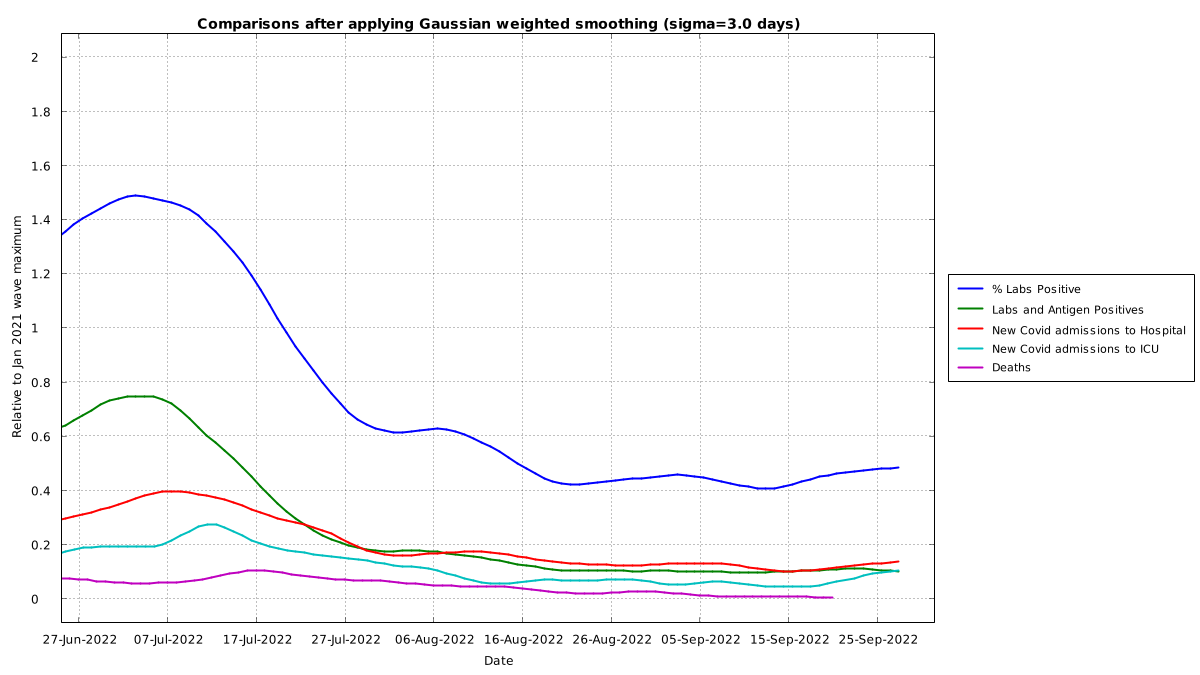 Comparisons after applying Gaussian weighted smoothing (sigma=3.0 days)
Relative to Jan 2021 wave maximum
2
1.8
1.6
1.4
1.2
1
0.8
0.6
0.4
0.2
0
27-Jun-2022 07-Jul-2022 17-Jul-2022 27-Jul-2022 06-Aug-2022 16-Aug-2022 26-Aug-2022 05-Sep-2022 15-Sep-2022 25-Sep-2022
Date
% Labs Positive
Labs and Antigen Positives
New Covid admissions to Hospital
New Covid admissions to ICU
Deaths